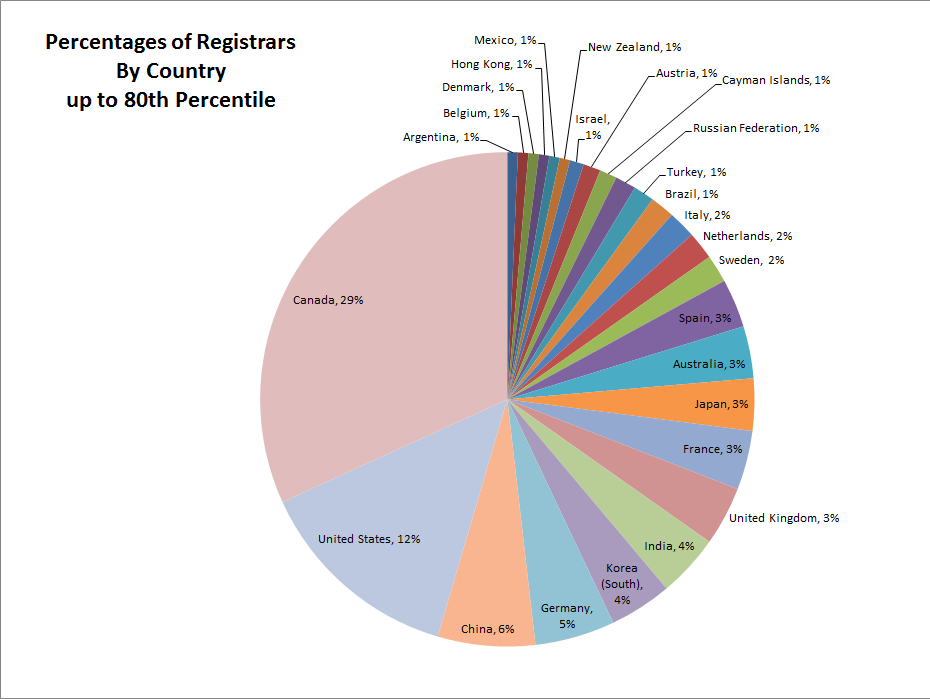 Percentages of Registrars
By Country
up to 80th Percentile
Mexico, 1%
New Zealand, 1%
Hong Kong, 1%
Austria, 1%
Cayman Islands, 1%
Denmark, 1%
Belgium, 1%
Israel,
1%
Russian Federation, 1%
Argentina, 1%
Turkey, 1%
Brazil, 1%
Italy, 2%
Netherlands, 2%
Sweden, 2%
Canada, 29%
Spain, 3%
Australia, 3%
Japan, 3%
France, 3%
United Kingdom, 3%
United States, 12%
India, 4%
Korea
(South),
4%
Germany,
5%
China, 6%